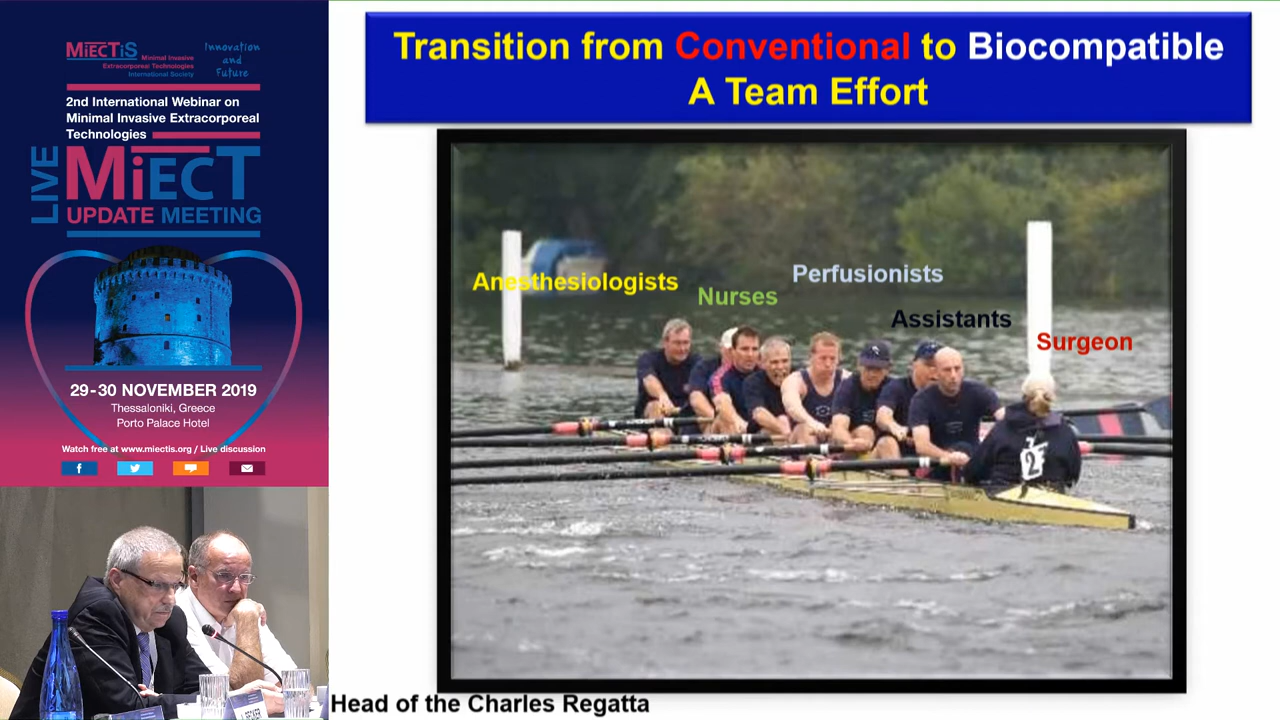 MiECTiS
Minimal Invasive
Extracorporeal Technologies
International Society
Innovation
and
Future
2nd International Webinar on
Minimal Invasive Extracorporeal
Technologies
LIVE
MiECT
UPDATE MEETING
29-30 NOVEMBER 2019
Thessaloniki, Greece
Porto Palace Hotel
Watch free at www.miectis.org / Live discussion
f
Transition from Conventional to Biocompatible
A Team Effort
Anesthesiologists
Nurses
Perfusionists
Assistants
Surgeon
2
Head of the Charles Regatta